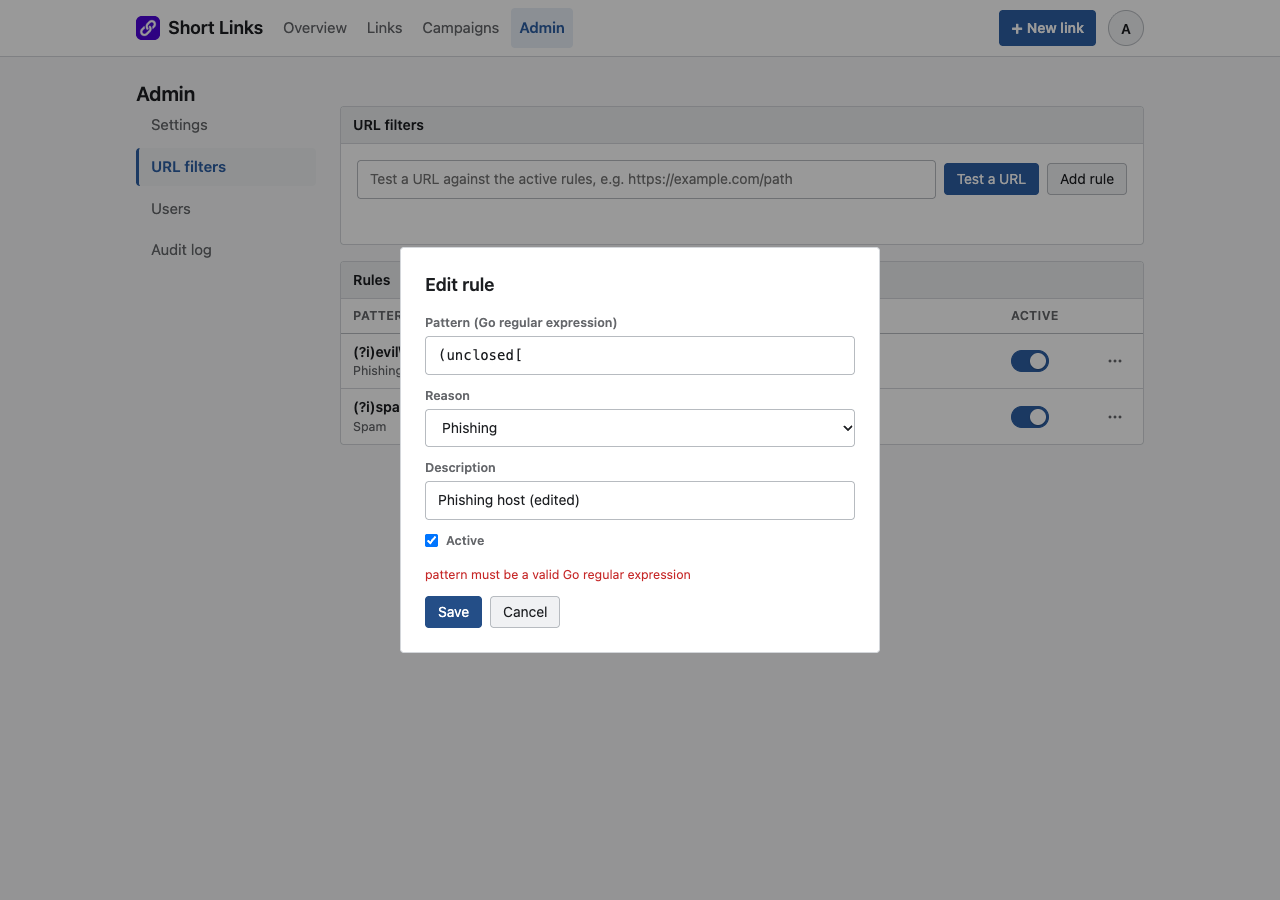 Short Links
Overview
Links
Campaigns
Admin
+ New link
A
Admin
Settings
URL filters
Users
Audit log
URL filters
Test a URL against the active rules, e.g. https://example.com/path
Test a URL
Add rule
Rules
ACTIVE
Phishing
Spam
Edit rule
Pattern (Go regular expression)
(unclosed[
Reason
Phishing
Description
Phishing host (edited)
Active
pattern must be a valid Go regular expression
Save
Cancel